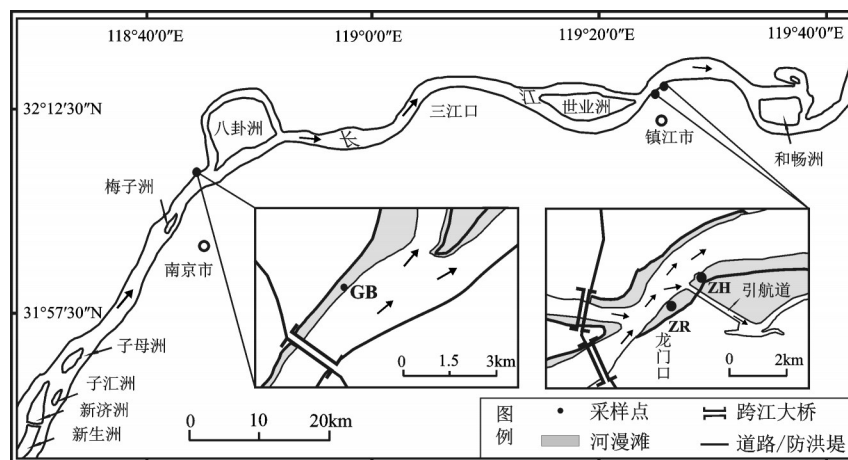 118°40′0″E
119°0′0″E
119°20′0″E
119°40′0″E
32°12′30″N
31°57′30″N
八卦洲
长
三江口
江
世业洲
镇江市
和畅洲
梅子洲
南京市
子母洲
子汇洲
新济洲
新生洲
GB
0 1.5 3km
ZH
引航道
ZR
龙门口
0 2km
0 10 20km
图例
采样点
跨江大桥
河漫滩
道路/防洪堤